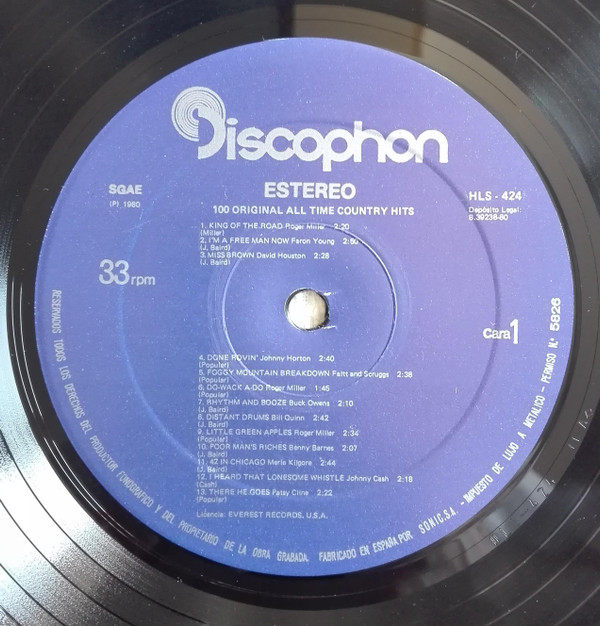 Discophon
SGAE
(P) 1980
ESTEREO
HLS - 424
100 ORIGINAL ALL TIME COUNTRY HITS
Depósito Legal:
B.39238-80
1. KING OF THE ROAD Roger Miller 2:20
(Miller)
2. I'M A FREE MAN NOW Faron Young 2:50
(J. Baird)
3. MISS BROWN David Houston 2:28
(J. Baird)
33 rpm
cara 1
4. DONE ROVIN' Johnny Horton 2:40
(Popular)
5. FOGGY MOUNTAIN BREAKDOWN Faltt and Scruggs 2:38
(Popular)
6. DO-WACK-A-DO Roger Miller 1:45
(Popular)
7. RHYTHM AND BOOZE Buck Owens 2:10
(J. Baird)
8. DISTANT DRUMS Bill Quinn 2:42
(J. Baird)
9. LITTLE GREEN APPLES Roger Miller 2:34
(Popular)
10. POOR MAN'S RICHES Benny Barnes 2:07
(J. Baird)
11. 42 IN CHICAGO Merle Kilgore 2:44
(J. Baird)
12. I HEARD THAT LONESOME WHISTLE Johnny Cash 2:18
(Cash)
13. THERE HE GOES Patsy Cline 2:22
(Popular)
Licencia: EVEREST RECORDS, U.S.A.
RESERVADOS TODOS LOS DERECHOS DEL PRODUCTOR FONOGRAFICO Y DEL PROPIETARIO DE LA OBRA GRABADA. FABRICADO EN ESPAÑA POR SONIC, S.A. - IMPUESTO DE LUJO A METALICO - PERMISO N.° 5826